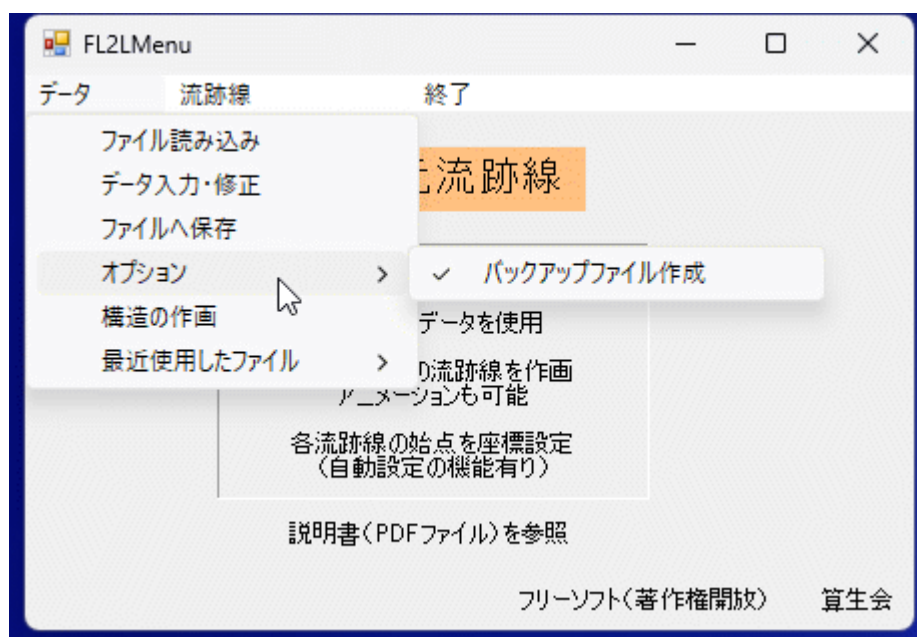 FL2LMenu
データ 流跡線 終了
ファイル読み込み
データ入力・修正
ファイルへ保存
オプション
構造の作画
最近使用したファイル
バックアップファイル作成
流跡線
データを使用
の流跡線を作画
アニメーションも可能
各流跡線の始点を座標設定
(自動設定の機能有り)
説明書(PDFファイル)を参照
フリーソフト(著作権開放) 算生会